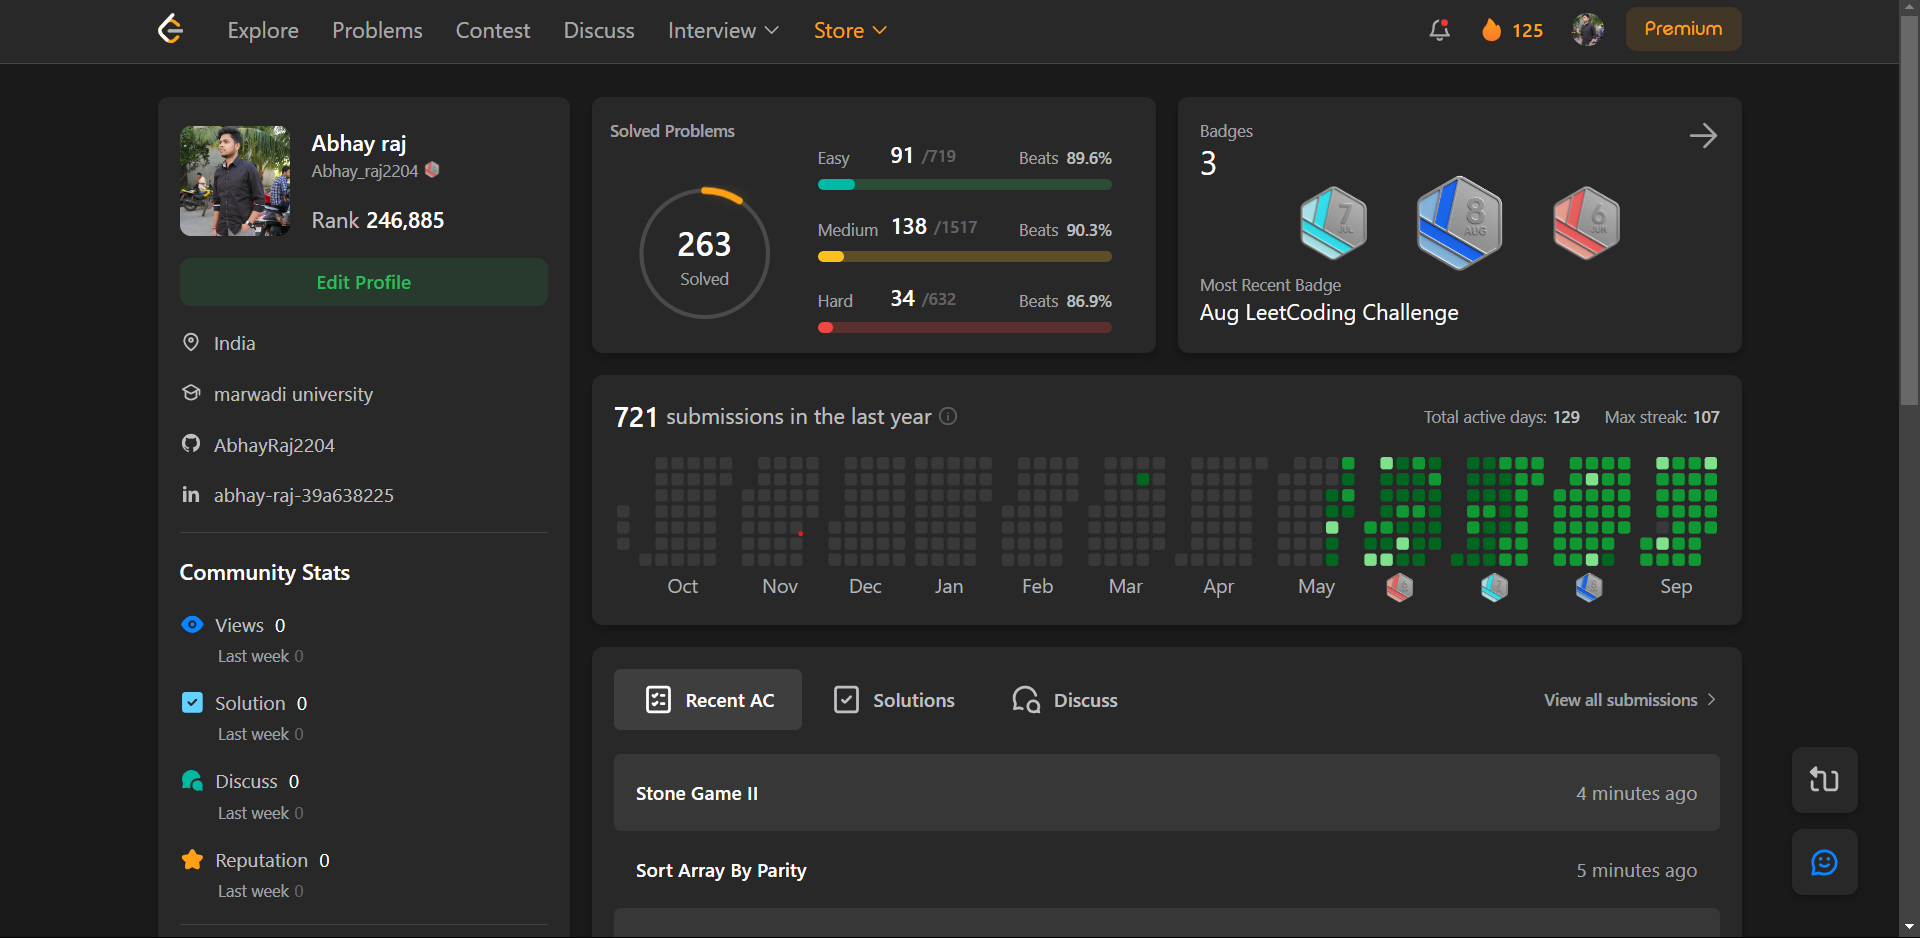 Explore Problems Contest Discuss Interview Store 125 Premium
Abhay raj
Abhay_raj2204
Rank 246,885
Edit Profile
India
marwadi university
AbhayRaj2204
abhay-raj-39a638225
Community Stats
Views 0
Last week 0
Solution 0
Last week 0
Discuss 0
Last week 0
Reputation 0
Last week 0
Solved Problems
263
Solved
Easy 91 /719 Beats 89.6%
Medium 138 /1517 Beats 90.3%
Hard 34 /632 Beats 86.9%
Badges
3
7 JUL
8 AUG
6 JUN
Most Recent Badge
Aug LeetCoding Challenge
721 submissions in the last year Total active days: 129 Max streak: 107
Oct Nov Dec Jan Feb Mar Apr May Sep
Recent AC Solutions Discuss View all submissions
Stone Game II 4 minutes ago
Sort Array By Parity 5 minutes ago